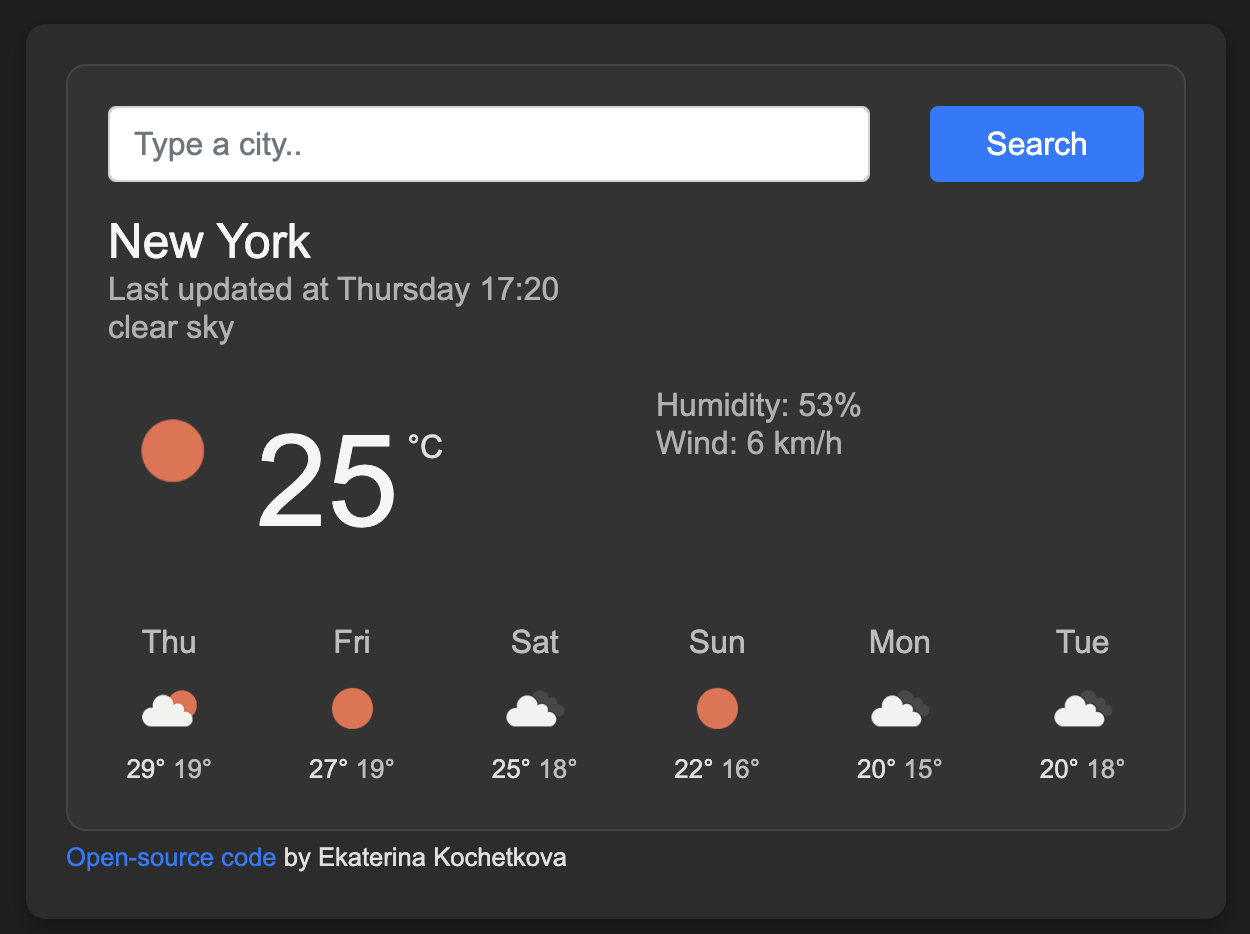 Type a city..
Search
New York
Last updated at Thursday 17:20
clear sky
25 °C
Humidity: 53%
Wind: 6 km/h
Thu Fri Sat Sun Mon Tue
29° 19° 27° 19° 25° 18° 22° 16° 20° 15° 20° 18°
Open-source code by Ekaterina Kochetkova